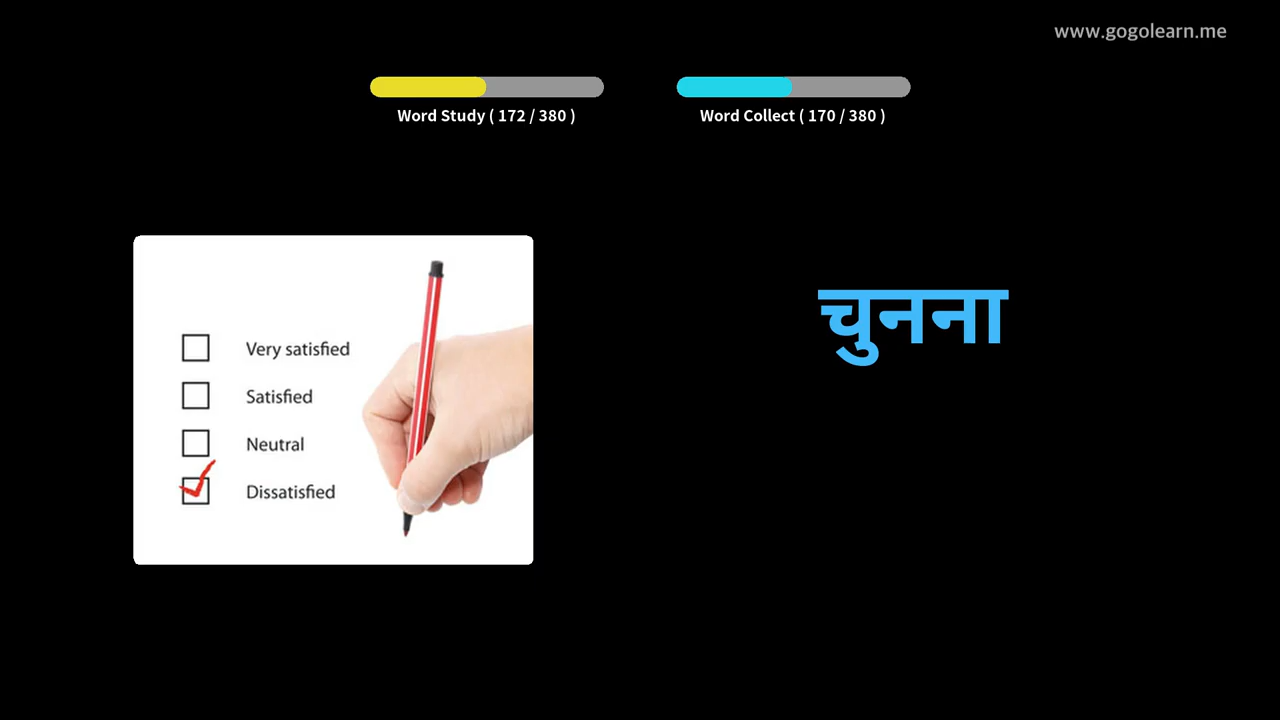 www.gogolearn.me
Word Study ( 172 / 380 )
Word Collect ( 170 / 380 )
Very satisfied
Satisfied
Neutral
Dissatisfied
चुनना